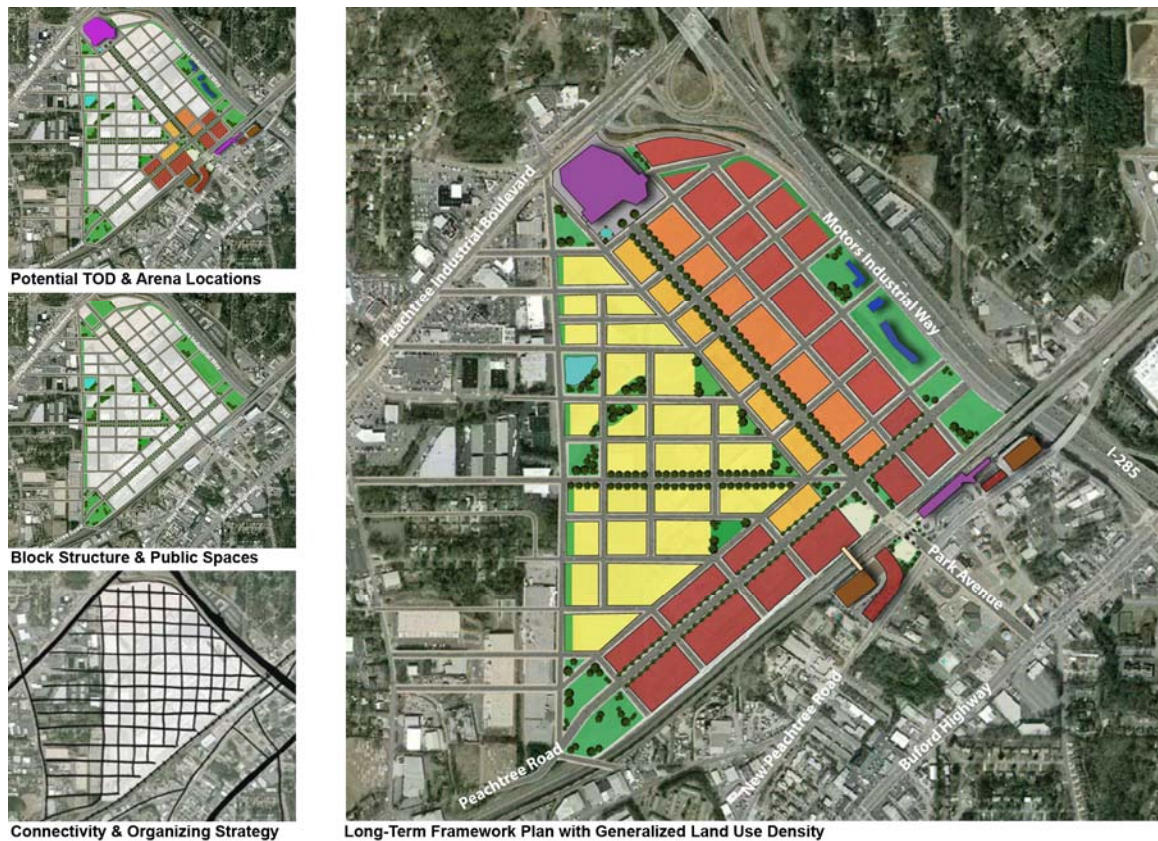 Potential TOD & Arena Locations
Block Structure & Public Spaces
Connectivity & Organizing Strategy
Peachtree Industrial Boulevard
Motors Industrial Way
I-285
Park Avenue
Buford Highway
New Peachtree Road
Peachtree Road
Long-Term Framework Plan with Generalized Land Use Density